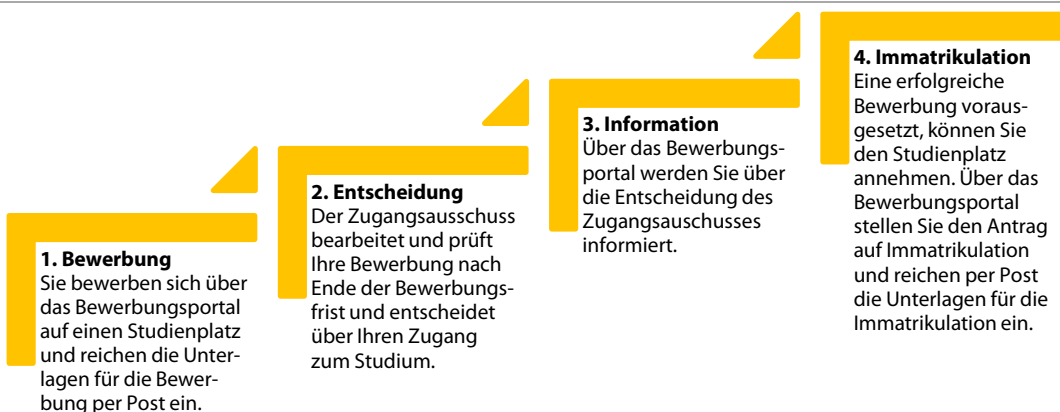 1. Bewerbung
Sie bewerben sich über
das Bewerbungsportal
auf einen Studienplatz
und reichen die Unter-
lagen für die Bewer-
bung per Post ein.
2. Entscheidung
Der Zugangsausschuss
bearbeitet und prüft
Ihre Bewerbung nach
Ende der Bewerbungs-
frist und entscheidet
über Ihren Zugang
zum Studium.
3. Information
Über das Bewerbungs-
portal werden Sie über
die Entscheidung des
Zugangsauschusses
informiert.
4. Immatrikulation
Eine erfolgreiche
Bewerbung voraus-
gesetzt, können Sie
den Studienplatz
annehmen. Über das
Bewerbungsportal
stellen Sie den Antrag
auf Immatrikulation
und reichen per Post
die Unterlagen für die
Immatrikulation ein.